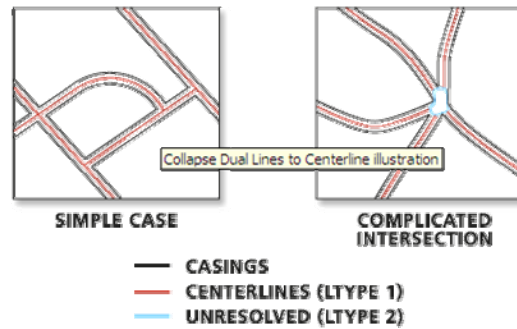 Collapse Dual Lines to Centerline illustration
SIMPLE CASE
COMPLICATED
INTERSECTION
CASINGS
CENTERLINES (LTYPE 1)
UNRESOLVED (LTYPE 2)